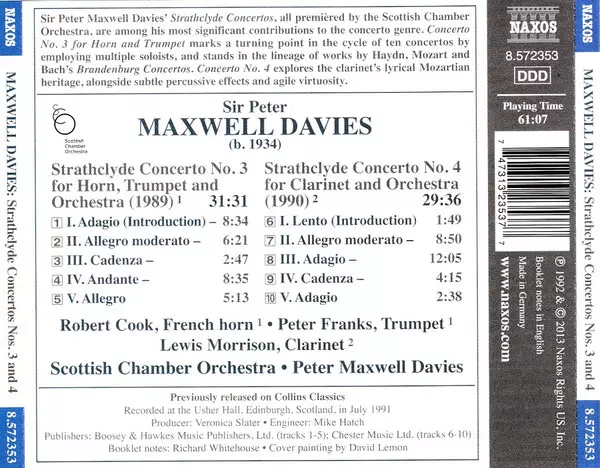 NAXOS
MAXWELL DAVIES: Strathclyde Concertos Nos. 3 and 4
8.572353
Sir Peter Maxwell Davies' Strathclyde Concertos, all premièred by the Scottish Chamber
Orchestra, are among his most significant contributions to the concerto genre. Concerto
No. 3 for Horn and Trumpet marks a turning point in the cycle of ten concertos by
employing multiple soloists, and stands in the lineage of works by Haydn, Mozart and
Bach's Brandenburg Concertos. Concerto No. 4 explores the clarinet's lyrical Mozartian
heritage, alongside subtle percussive effects and agile virtuosity.
Scottish
Chamber
Orchestra
Sir Peter
MAXWELL DAVIES
(b. 1934)
Strathclyde Concerto No. 3
for Horn, Trumpet and
Orchestra (1989) 1 31:31
1 I. Adagio (Introduction) – 8:34
2 II. Allegro moderato – 6:21
3 III. Cadenza – 2:47
4 IV. Andante – 8:35
5 V. Allegro 5:13
Strathclyde Concerto No. 4
for Clarinet and Orchestra
(1990) 2 29:36
6 I. Lento (Introduction) 1:49
7 II. Allegro moderato – 8:50
8 III. Adagio – 12:05
9 IV. Cadenza – 4:15
10 V. Adagio 2:38
Robert Cook, French horn 1 • Peter Franks, Trumpet 1
Lewis Morrison, Clarinet 2
Scottish Chamber Orchestra • Peter Maxwell Davies
Previously released on Collins Classics
Recorded at the Usher Hall, Edinburgh, Scotland, in July 1991
Producer: Veronica Slater • Engineer: Mike Hatch
Publishers: Boosey & Hawkes Music Publishers, Ltd. (tracks 1-5); Chester Music Ltd. (tracks 6-10)
Booklet notes: Richard Whitehouse • Cover painting by David Lemon
NAXOS
8.572353
DDD
Playing Time
61:07
7 47313 23537 7
www.naxos.com
Made in Germany
Booklet notes in English
℗ 1992 & © 2013 Naxos Rights US, Inc.
NAXOS
MAXWELL DAVIES: Strathclyde Concertos Nos. 3 and 4
8.572353